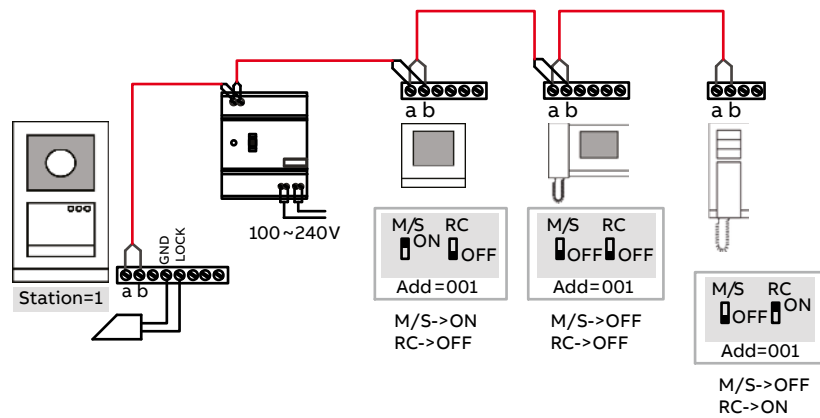 a b
a b
a b
100~240V
GND
LOCK
a b
Station=1
M/S RC
ON
OFF
Add=001
M/S->ON
RC->OFF
M/S RC
OFF
OFF
Add=001
M/S->OFF
RC->OFF
M/S RC
OFF
ON
Add=001
M/S->OFF
RC->ON